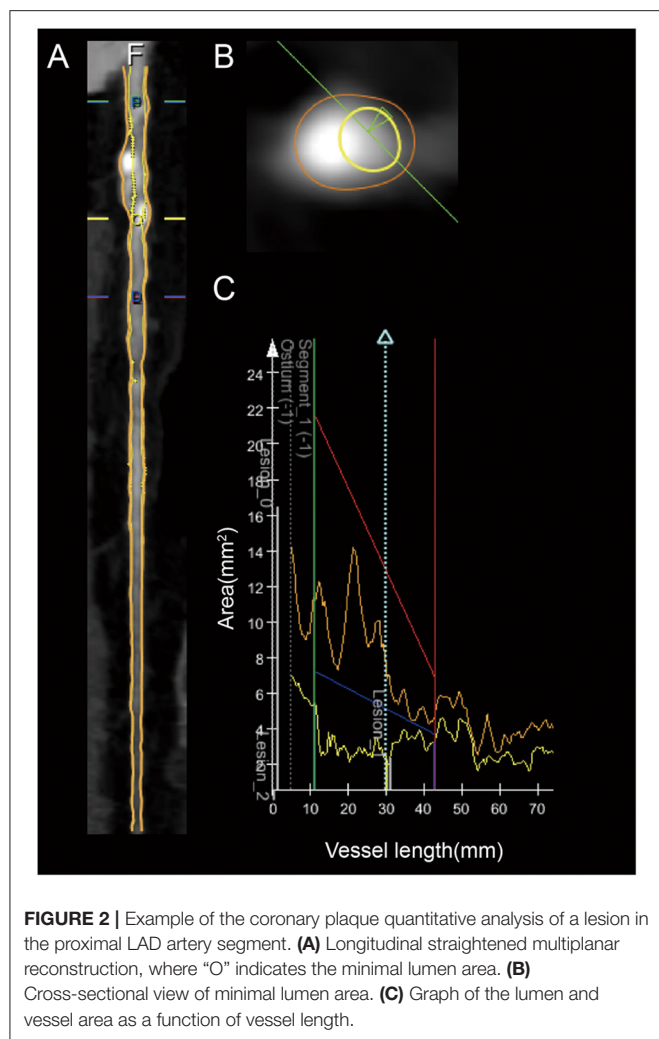 A
F
P
O
B
C
Ostium (-1)
Segment_1 (-1)
Lesion_0
Lesion_2
Lesion_
Area(mm²)
24
22
20
18
16
14
12
10
8
6
4
2
0
10
20
30
40
50
60
70
Vessel length(mm)
FIGURE 2 | Example of the coronary plaque quantitative analysis of a lesion in
the proximal LAD artery segment. (A) Longitudinal straightened multiplanar
reconstruction, where “O” indicates the minimal lumen area. (B)
Cross-sectional view of minimal lumen area. (C) Graph of the lumen and
vessel area as a function of vessel length.